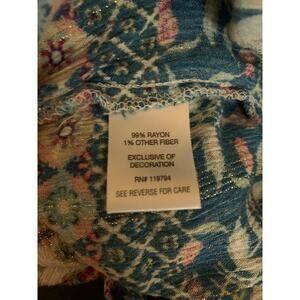 99% RAYON
1% OTHER FIBER
EXCLUSIVE OF
DECORATION
RN# 119794
SEE REVERSE FOR CARE